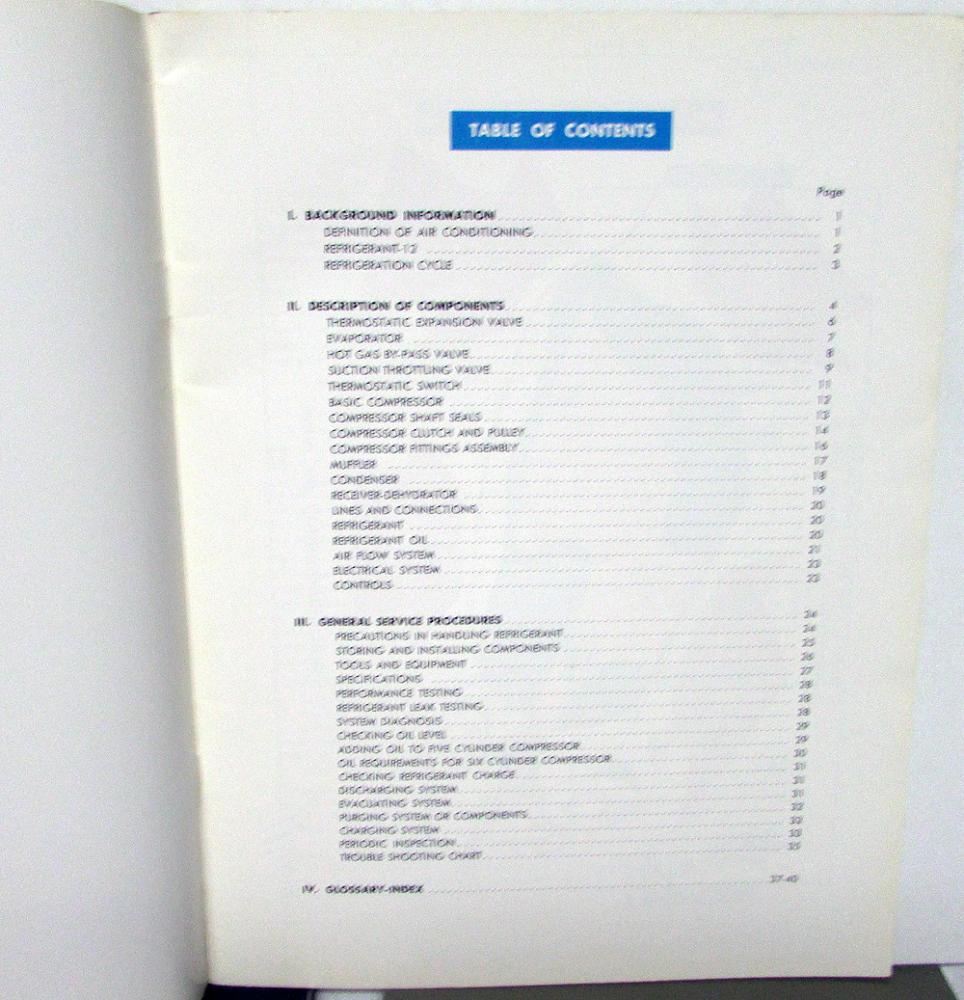 TABLE OF CONTENTS
Page
I. BACKGROUND INFORMATION 1
DEFINITION OF AIR CONDITIONING 1
REFRIGERANT-12 2
REFRIGERATION CYCLE 3
II. DESCRIPTION OF COMPONENTS
THERMOSTATIC EXPANSION VALVE 6
EVAPORATOR 7
HOT GAS BY-PASS VALVE 8
SUCTION THROTTLING VALVE 9
THERMOSTATIC SWITCH 11
BASIC COMPRESSOR 12
COMPRESSOR SHAFT SEALS 13
COMPRESSOR CLUTCH AND PULLEY 14
COMPRESSOR FITTINGS ASSEMBLY 16
MUFFLER 17
CONDENSER 18
RECEIVER-DEHYDRATOR 19
LINES AND CONNECTIONS 20
REFRIGERANT 20
REFRIGERANT OIL 20
AIR FLOW SYSTEM 21
ELECTRICAL SYSTEM
CONTROLS
III. GENERAL SERVICE PROCEDURES 24
PRECAUTIONS IN HANDLING REFRIGERANT 24
STORING AND INSTALLING COMPONENTS 25
TOOLS AND EQUIPMENT 26
SPECIFICATIONS 27
PERFORMANCE TESTING 28
REFRIGERANT LEAK TESTING 28
SYSTEM DIAGNOSIS 28
CHECKING OIL LEVEL 29
ADDING OIL TO FIVE CYLINDER COMPRESSOR 29
OIL REQUIREMENTS FOR SIX CYLINDER COMPRESSOR 30
CHECKING REFRIGERANT CHARGE 31
DISCHARGING SYSTEM 31
EVACUATING SYSTEM 31
PURGING SYSTEM OR COMPONENTS 32
CHARGING SYSTEM 32
PERIODIC INSPECTION 33
TROUBLE SHOOTING CHART
IV. GLOSSARY-INDEX 37-40